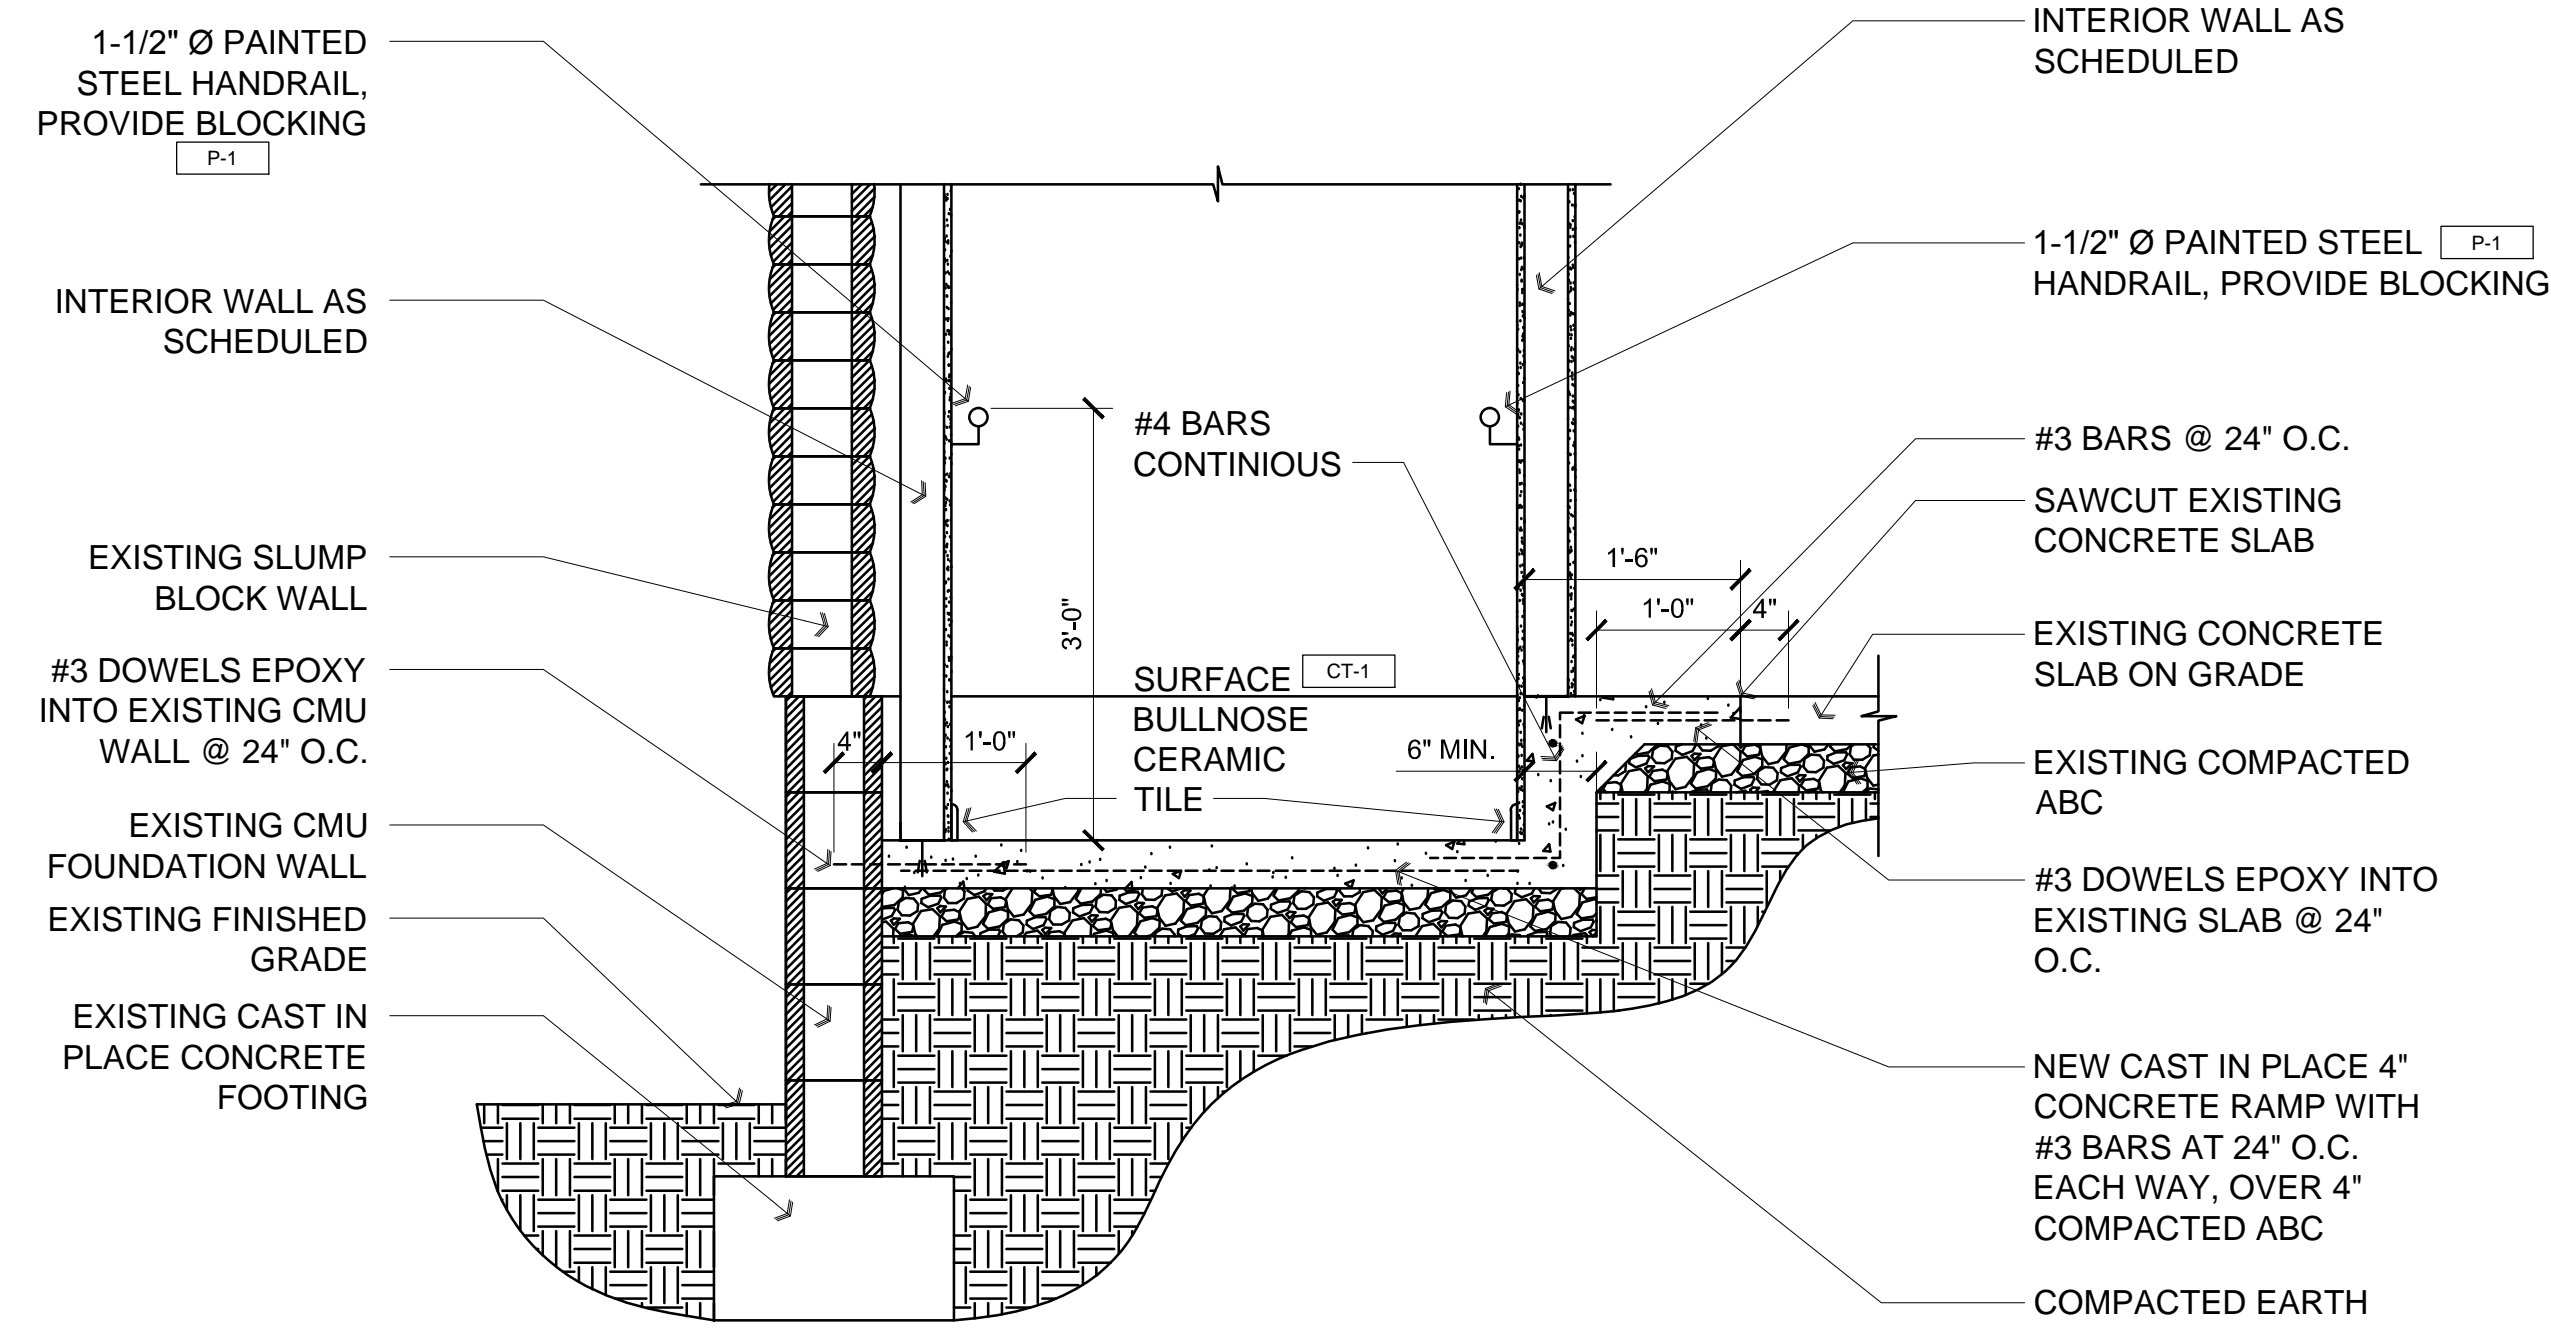 1-1/2" Ø PAINTED
STEEL HANDRAIL,
PROVIDE BLOCKING
P-1
INTERIOR WALL AS
SCHEDULED
EXISTING SLUMP
BLOCK WALL
#3 DOWELS EPOXY
INTO EXISTING CMU
WALL @ 24" O.C.
EXISTING CMU
FOUNDATION WALL
EXISTING FINISHED
GRADE
EXISTING CAST IN
PLACE CONCRETE
FOOTING
#4 BARS
CONTINIOUS
3'-0"
SURFACE CT-1
BULLNOSE
CERAMIC
TILE
4"
1'-0"
6" MIN.
1'-6"
1'-0"
4"
INTERIOR WALL AS
SCHEDULED
1-1/2" Ø PAINTED STEEL P-1
HANDRAIL, PROVIDE BLOCKING
#3 BARS @ 24" O.C.
SAWCUT EXISTING
CONCRETE SLAB
EXISTING CONCRETE
SLAB ON GRADE
EXISTING COMPACTED
ABC
#3 DOWELS EPOXY INTO
EXISTING SLAB @ 24"
O.C.
NEW CAST IN PLACE 4"
CONCRETE RAMP WITH
#3 BARS AT 24" O.C.
EACH WAY, OVER 4"
COMPACTED ABC
COMPACTED EARTH